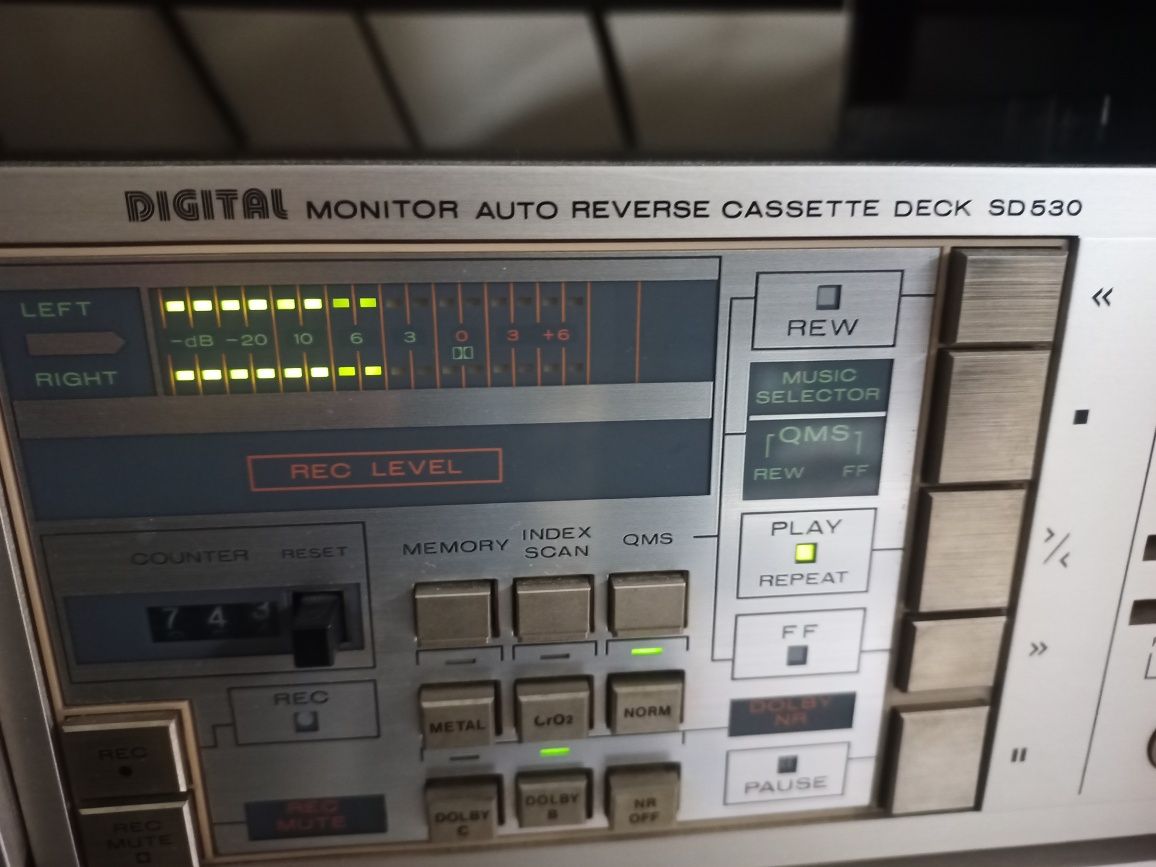 DIGITAL MONITOR AUTO REVERSE CASSETTE DECK SD530
LEFT
-dB -20 10 6 3 0 3 +6
RIGHT
REC LEVEL
REW
MUSIC
SELECTOR
QMS
REW FF
COUNTER RESET
743
MEMORY
INDEX
SCAN
QMS
PLAY
REPEAT
FF
REC
METAL
CrO2
NORM
DOLBY
NR
PAUSE
REC
REC
MUTE
REC
MUTE
DOLBY
C
DOLBY
B
NR
OFF